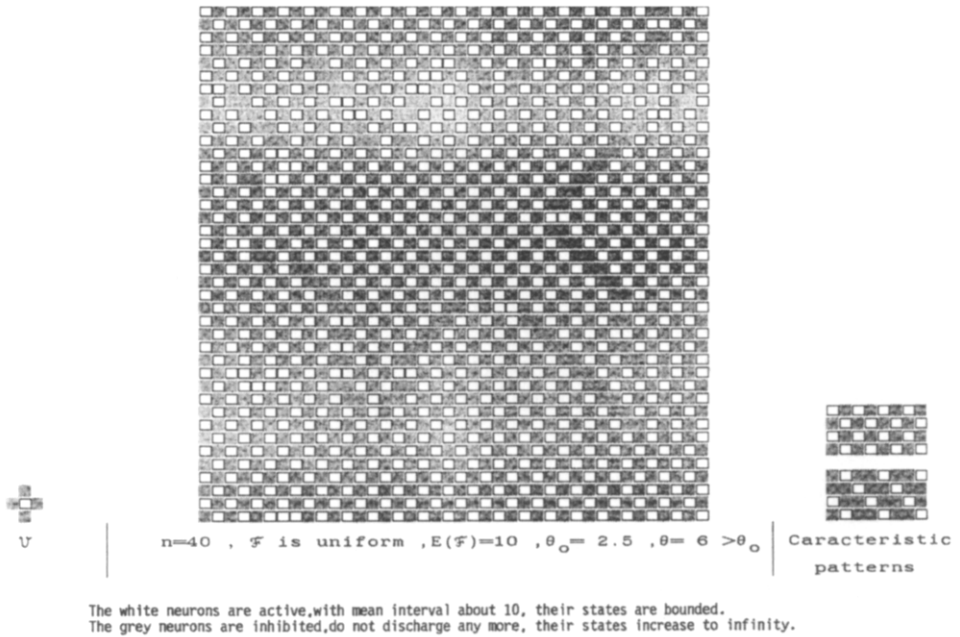 υ
n=40 , ℱ is uniform ,E(ℱ)=10 ,θo= 2.5 ,θ= 6 >θo
Caracteristic
patterns
The white neurons are active,with mean interval about 10, their states are bounded.
The grey neurons are inhibited,do not discharge any more, their states increase to infinity.